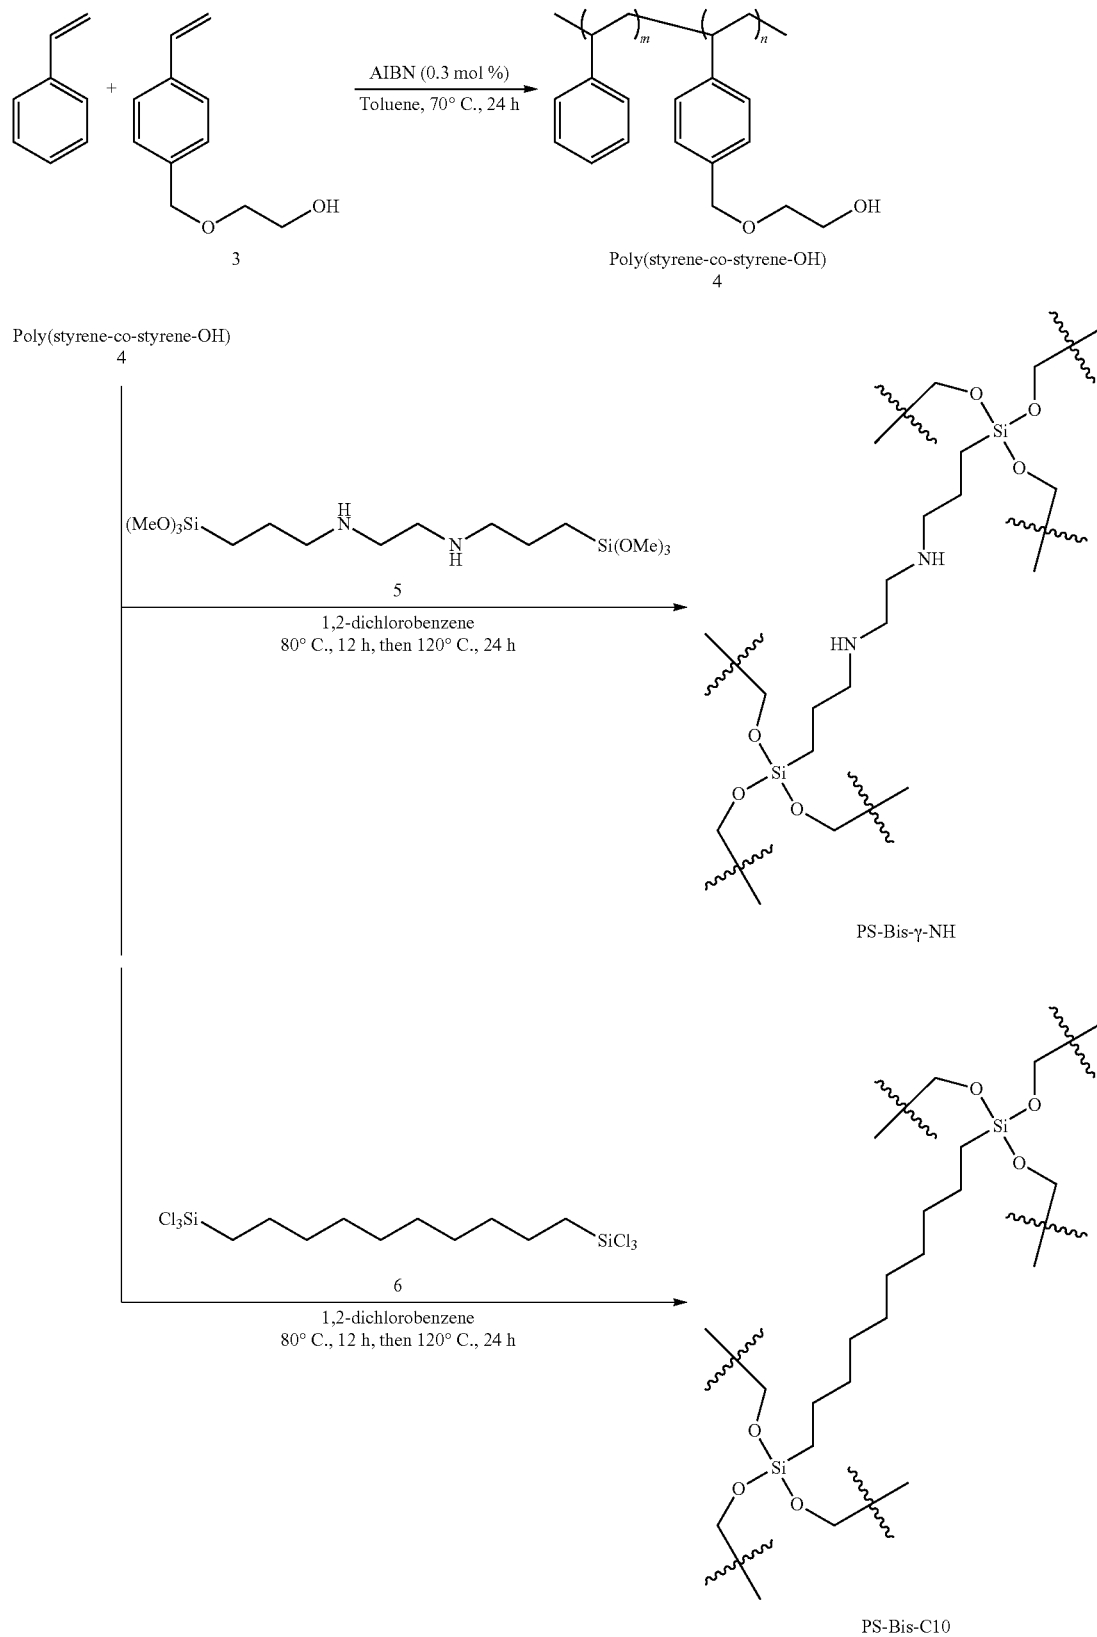 +
AIBN (0.3 mol %)
Toluene, 70° C., 24 h
m
n
O
OH
3
O
OH
Poly(styrene-co-styrene-OH)
4
Poly(styrene-co-styrene-OH)
4
O
O
Si
O
(MeO)3Si
H
N
N
H
Si(OMe)3
5
1,2-dichlorobenzene
80° C., 12 h, then 120° C., 24 h
NH
HN
O
Si
O
O
PS-Bis-γ-NH
O
O
Si
O
Cl3Si
SiCl3
6
1,2-dichlorobenzene
80° C., 12 h, then 120° C., 24 h
O
Si
O
O
PS-Bis-C10